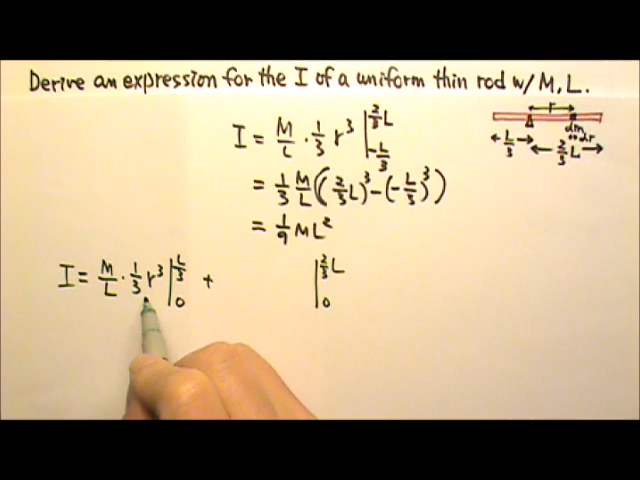 Derive an expression for the I of a uniform thin rod w/ M, L.
r
dm
dr
L/3
2/3 L
I = M/L · 1/3 r³ |_{-L/3}^{2/3 L}
= 1/3 M/L ((2/3 L)³ - (-L/3)³)
= 1/9 ML²
I = M/L · 1/3 r³ |_0^{L/3} + |_0^{2/3 L}